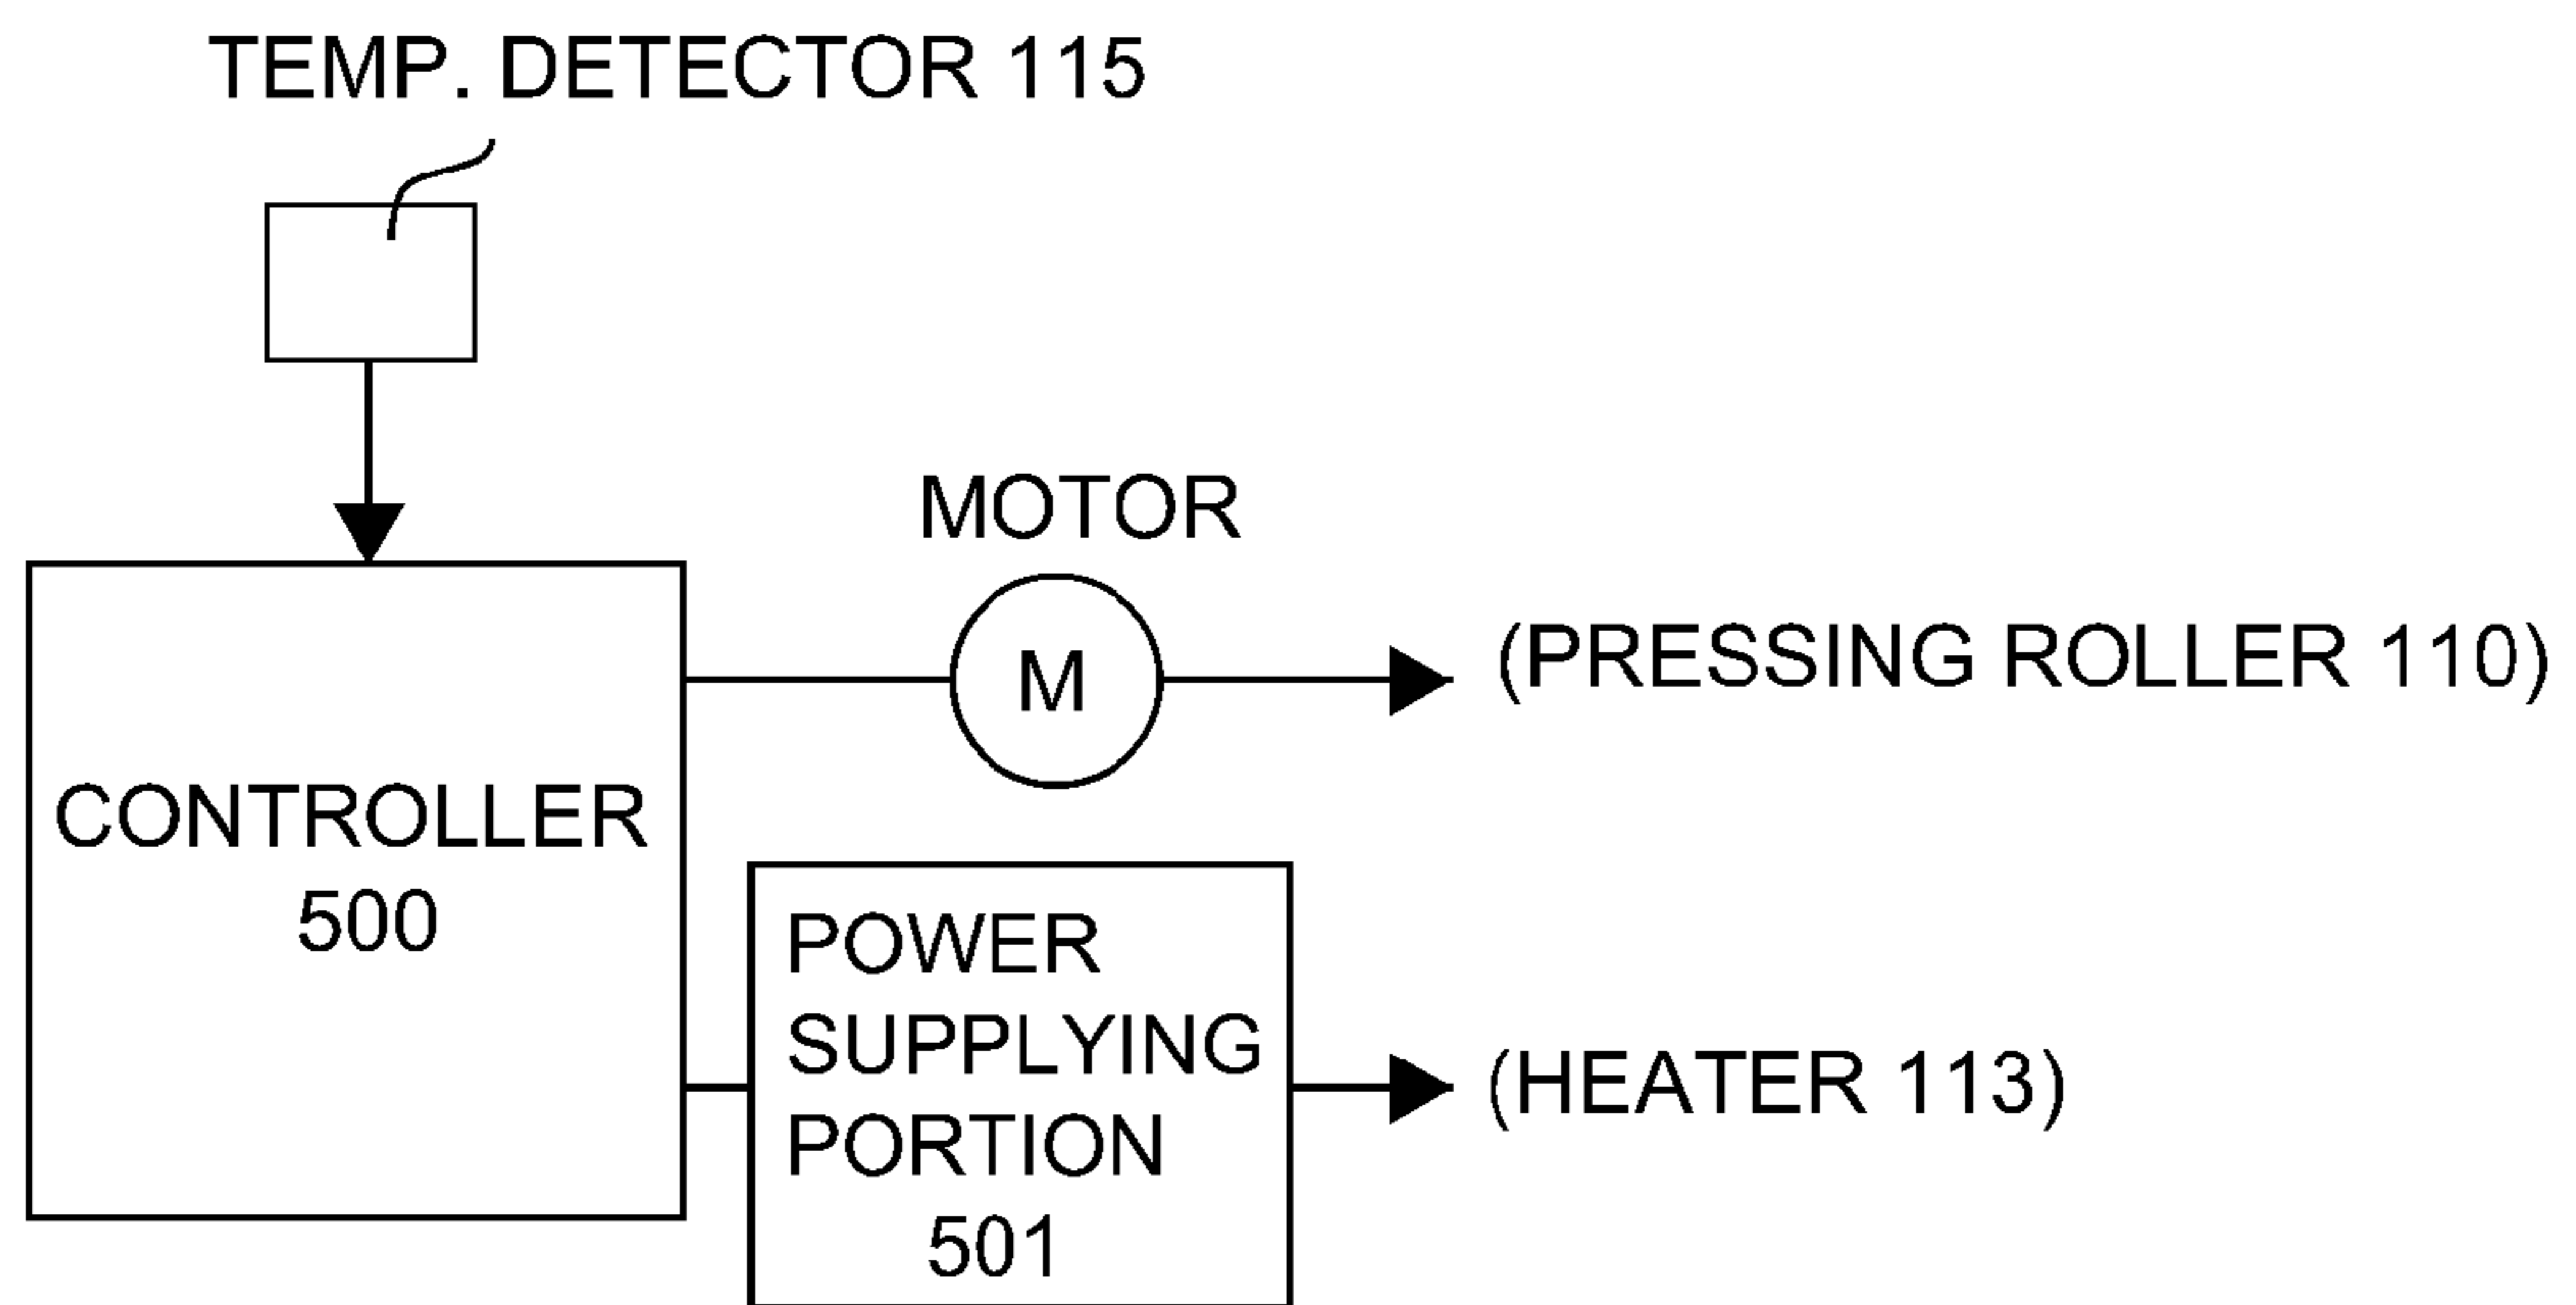 TEMP. DETECTOR 115
MOTOR
M
(PRESSING ROLLER 110)
CONTROLLER
500
POWER
SUPPLYING
PORTION
501
(HEATER 113)